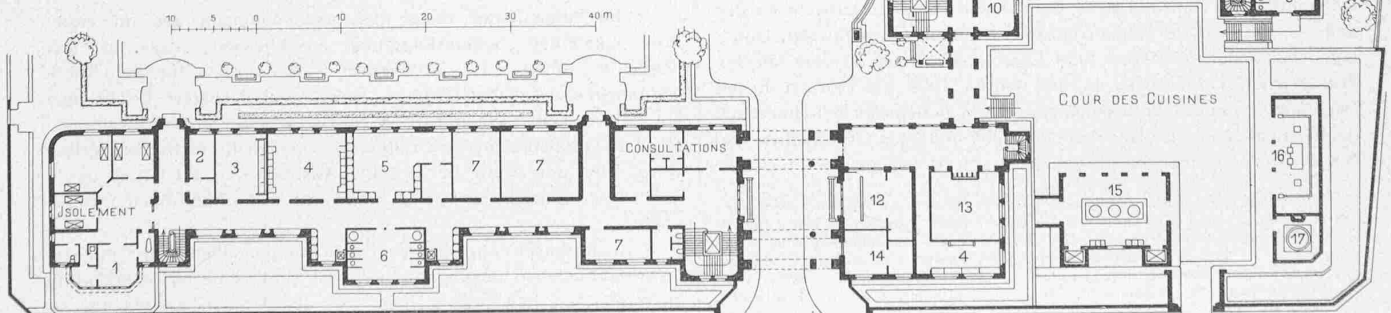 10 5 0 10 20 30 40 m
10
COUR DES CUISINES
CONSULTATIONS
2 3 4 5 7 7
16
12 13 15
JSOLEMENT
17
7
6
14 4
1